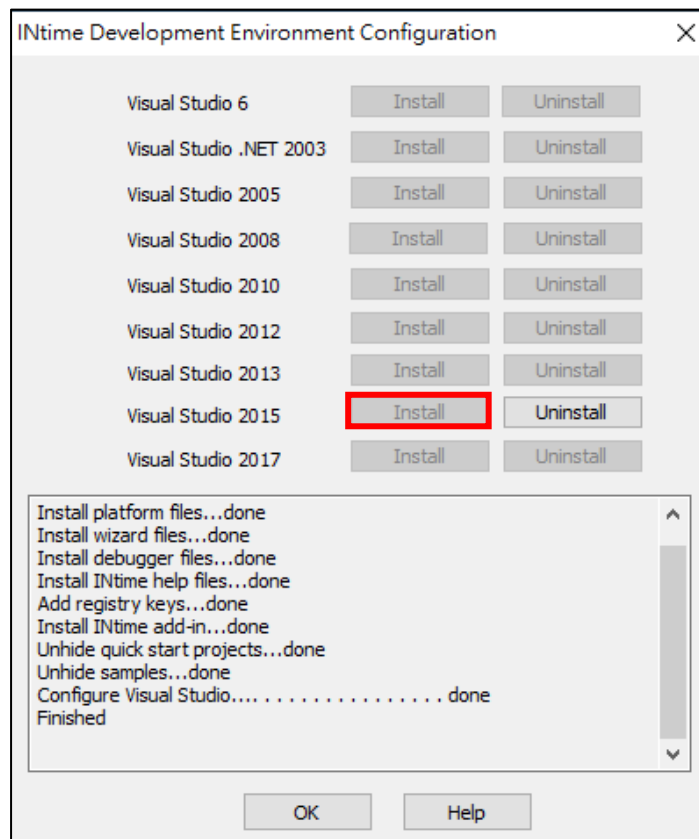 INtime Development Environment Configuration
Visual Studio 6 Install Uninstall
Visual Studio .NET 2003 Install Uninstall
Visual Studio 2005 Install Uninstall
Visual Studio 2008 Install Uninstall
Visual Studio 2010 Install Uninstall
Visual Studio 2012 Install Uninstall
Visual Studio 2013 Install Uninstall
Visual Studio 2015 Install Uninstall
Visual Studio 2017 Install Uninstall
Install platform files...done
Install wizard files...done
Install debugger files...done
Install INtime help files...done
Add registry keys...done
Install INtime add-in...done
Unhide quick start projects...done
Unhide samples...done
Configure Visual Studio.... . . . . . . . . . . . . . . . . done
Finished
OK Help